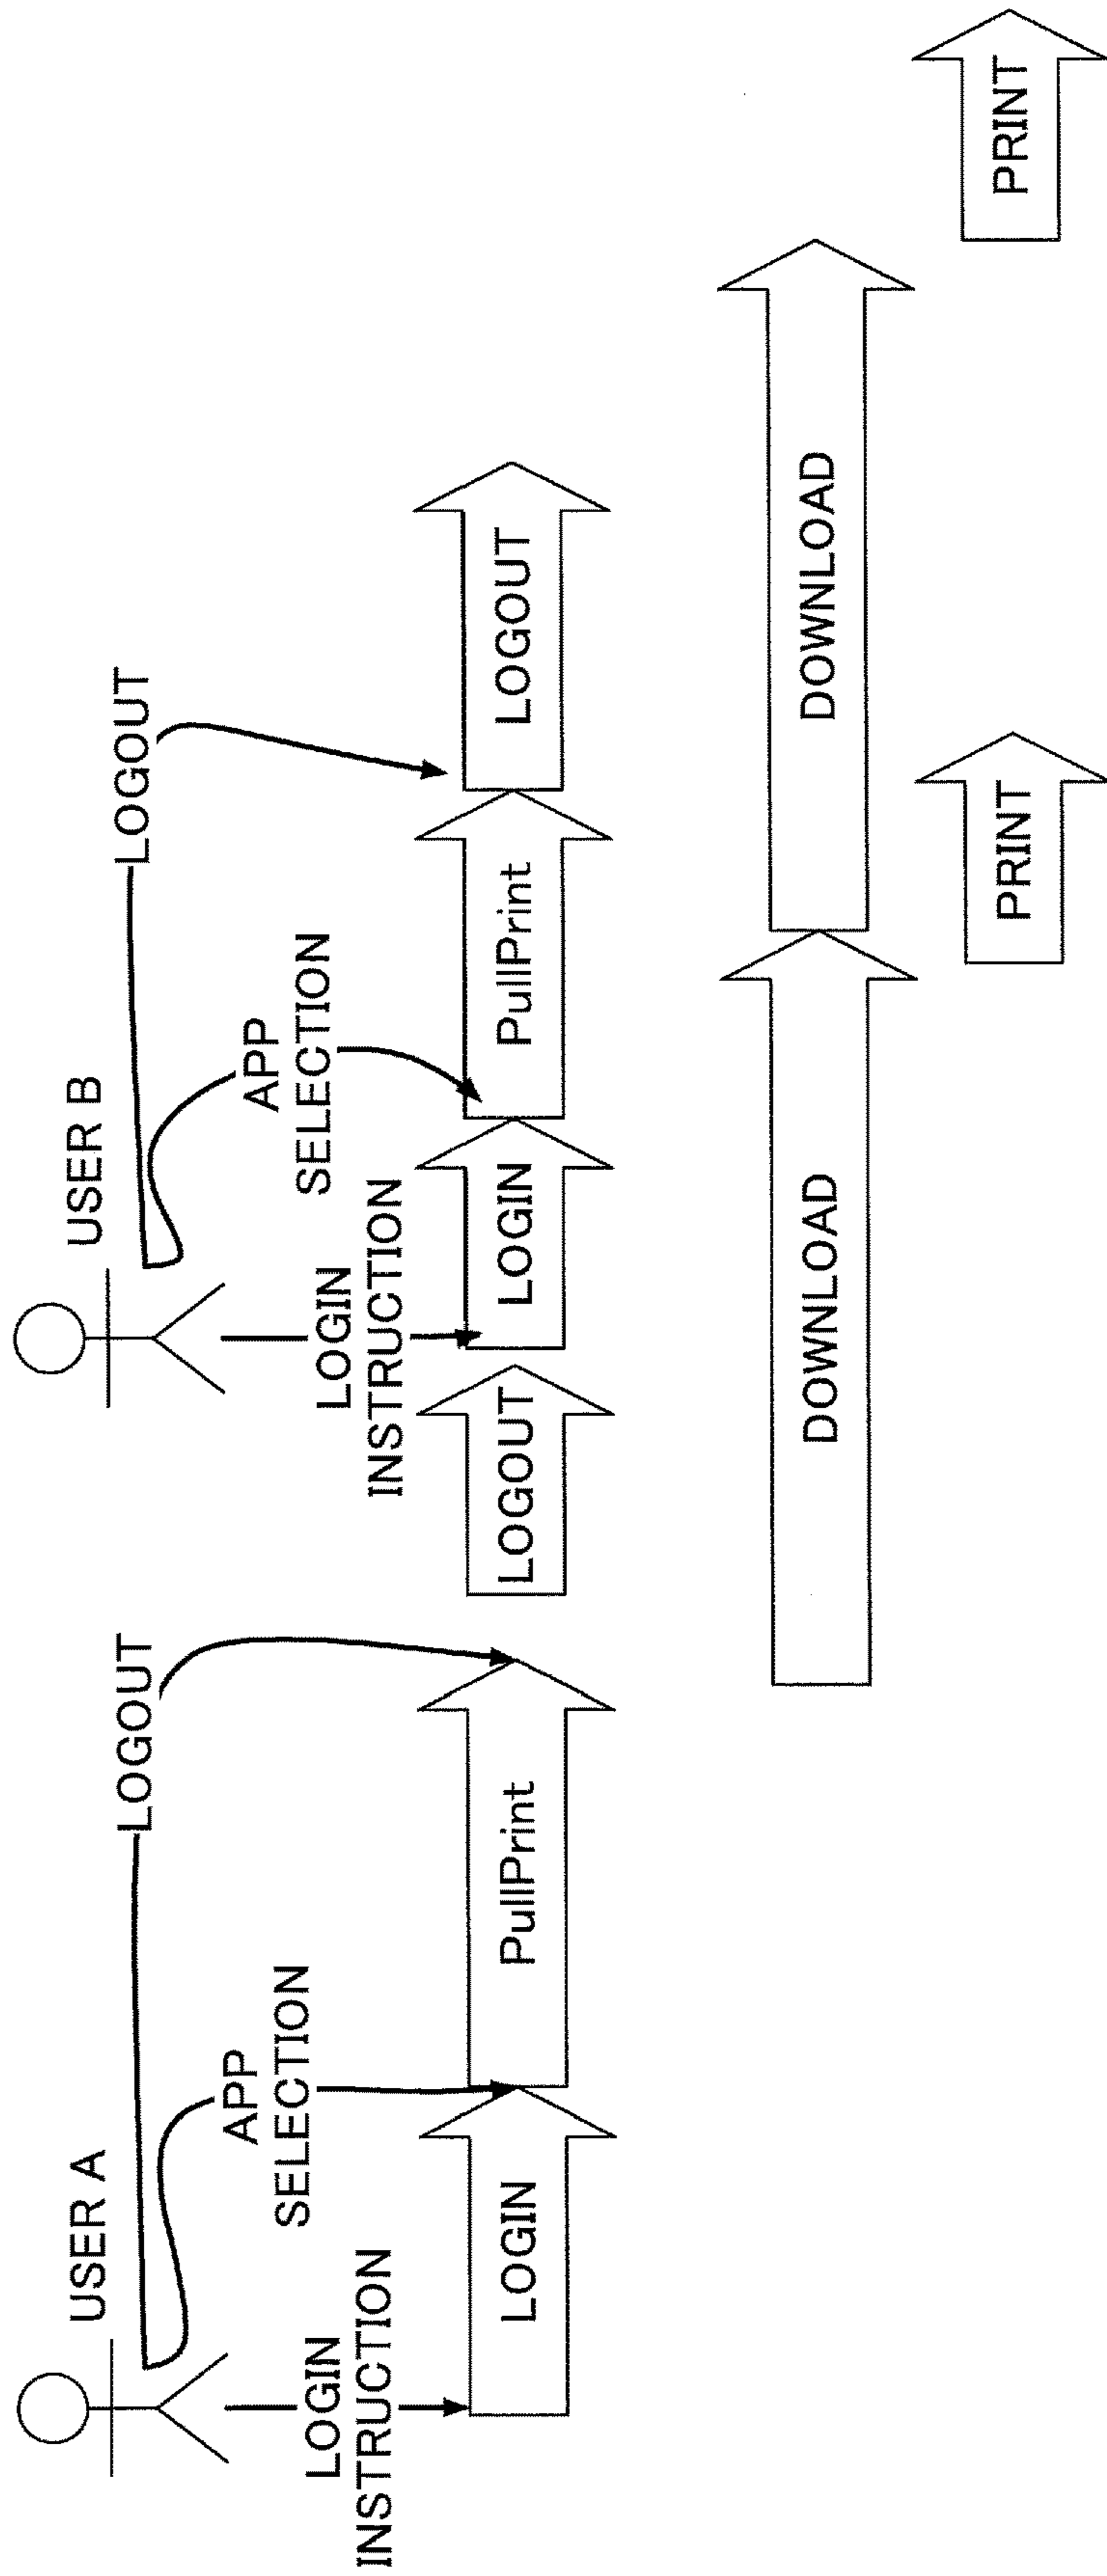 USER A
USER B
LOGOUT
LOGOUT
APP
SELECTION
APP
SELECTION
LOGIN
INSTRUCTION
LOGIN
INSTRUCTION
LOGIN
PullPrint
LOGOUT
LOGIN
PullPrint
LOGOUT
DOWNLOAD
DOWNLOAD
PRINT
PRINT